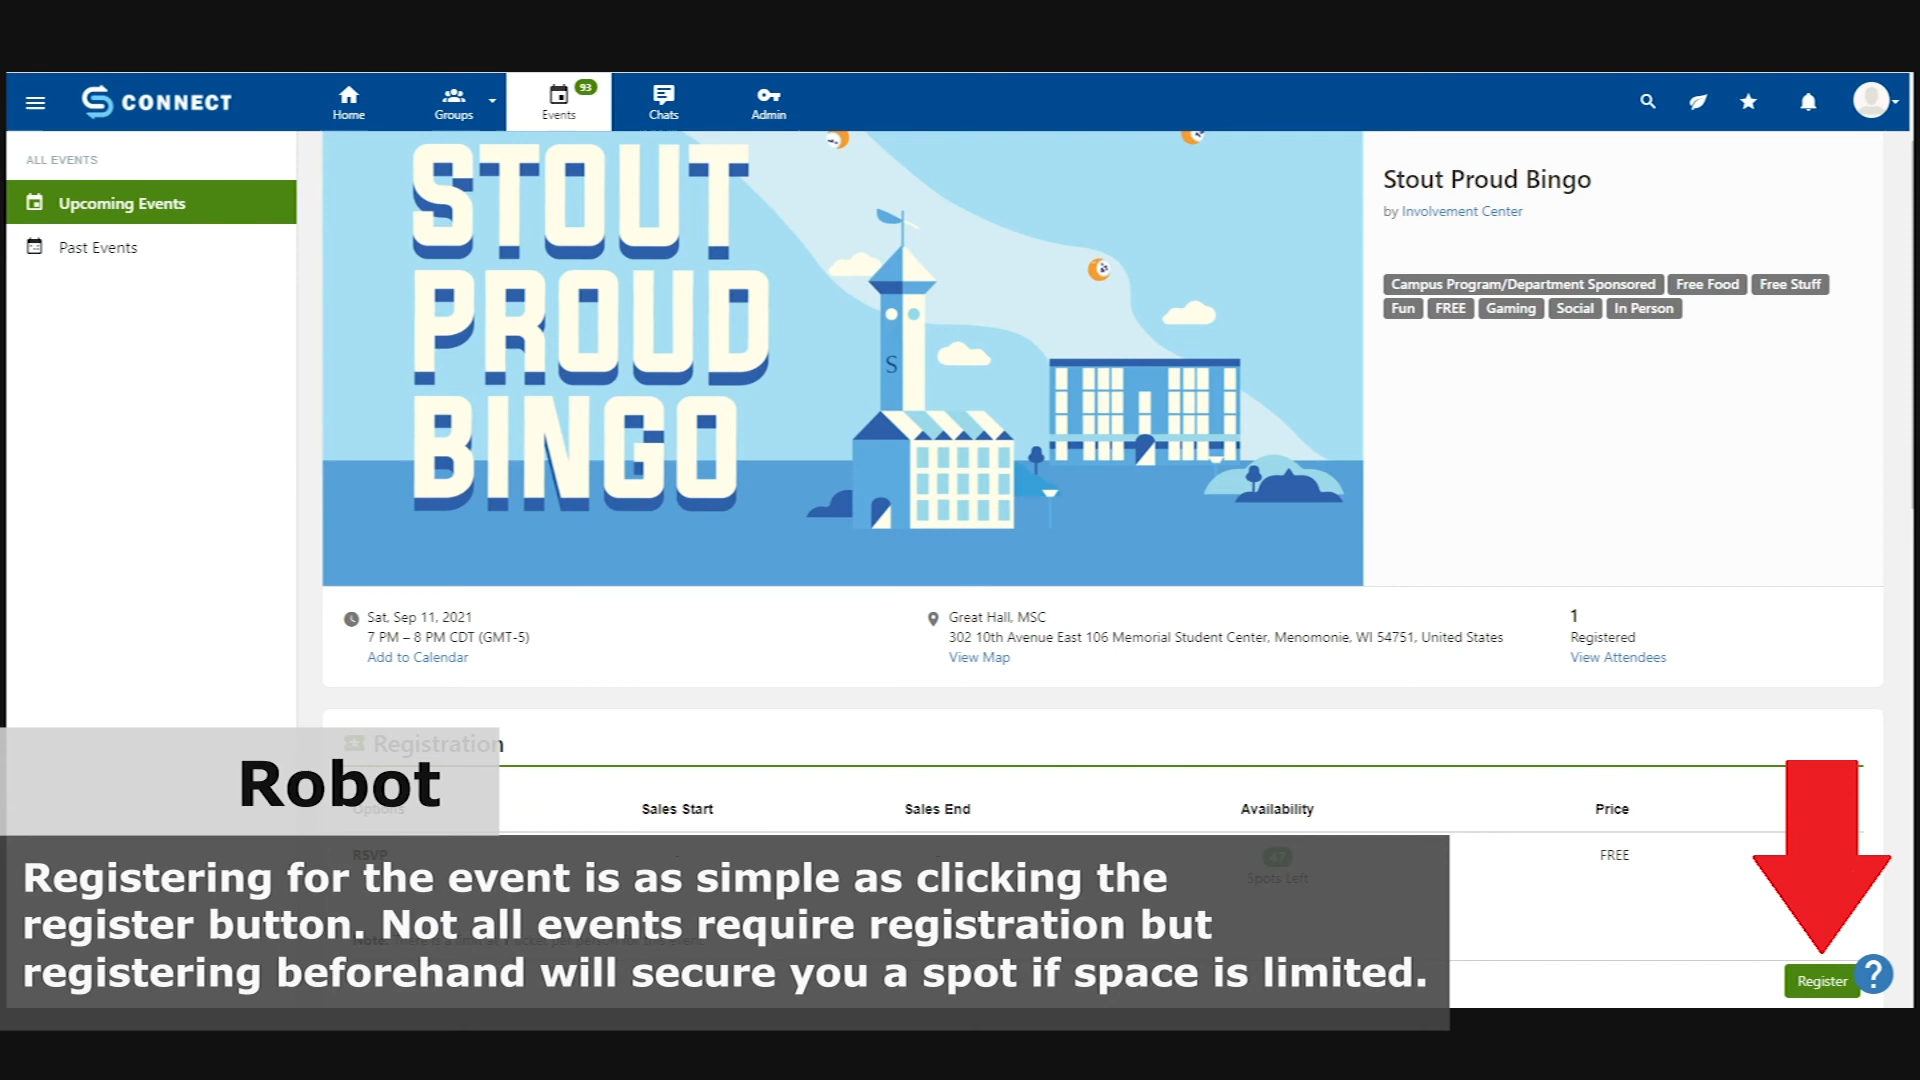 CONNECT
Home
Groups
93
Events
Chats
Admin
ALL EVENTS
Upcoming Events
Past Events
STOUT
PROUD
BINGO
S
Stout Proud Bingo
by Involvement Center
Campus Program/Department Sponsored Free Food Free Stuff
Fun FREE Gaming Social In Person
Sat, Sep 11, 2021
7 PM – 8 PM CDT (GMT-5)
Add to Calendar
Great Hall, MSC
302 10th Avenue East 106 Memorial Student Center, Menomonie, WI 54751, United States
View Map
1
Registered
View Attendees
Registration
Options Sales Start Sales End Availability Price
RSVP - 47 FREE
Spots Left
Robot
Registering for the event is as simple as clicking the
register button. Not all events require registration but
registering beforehand will secure you a spot if space is limited.
Register
?